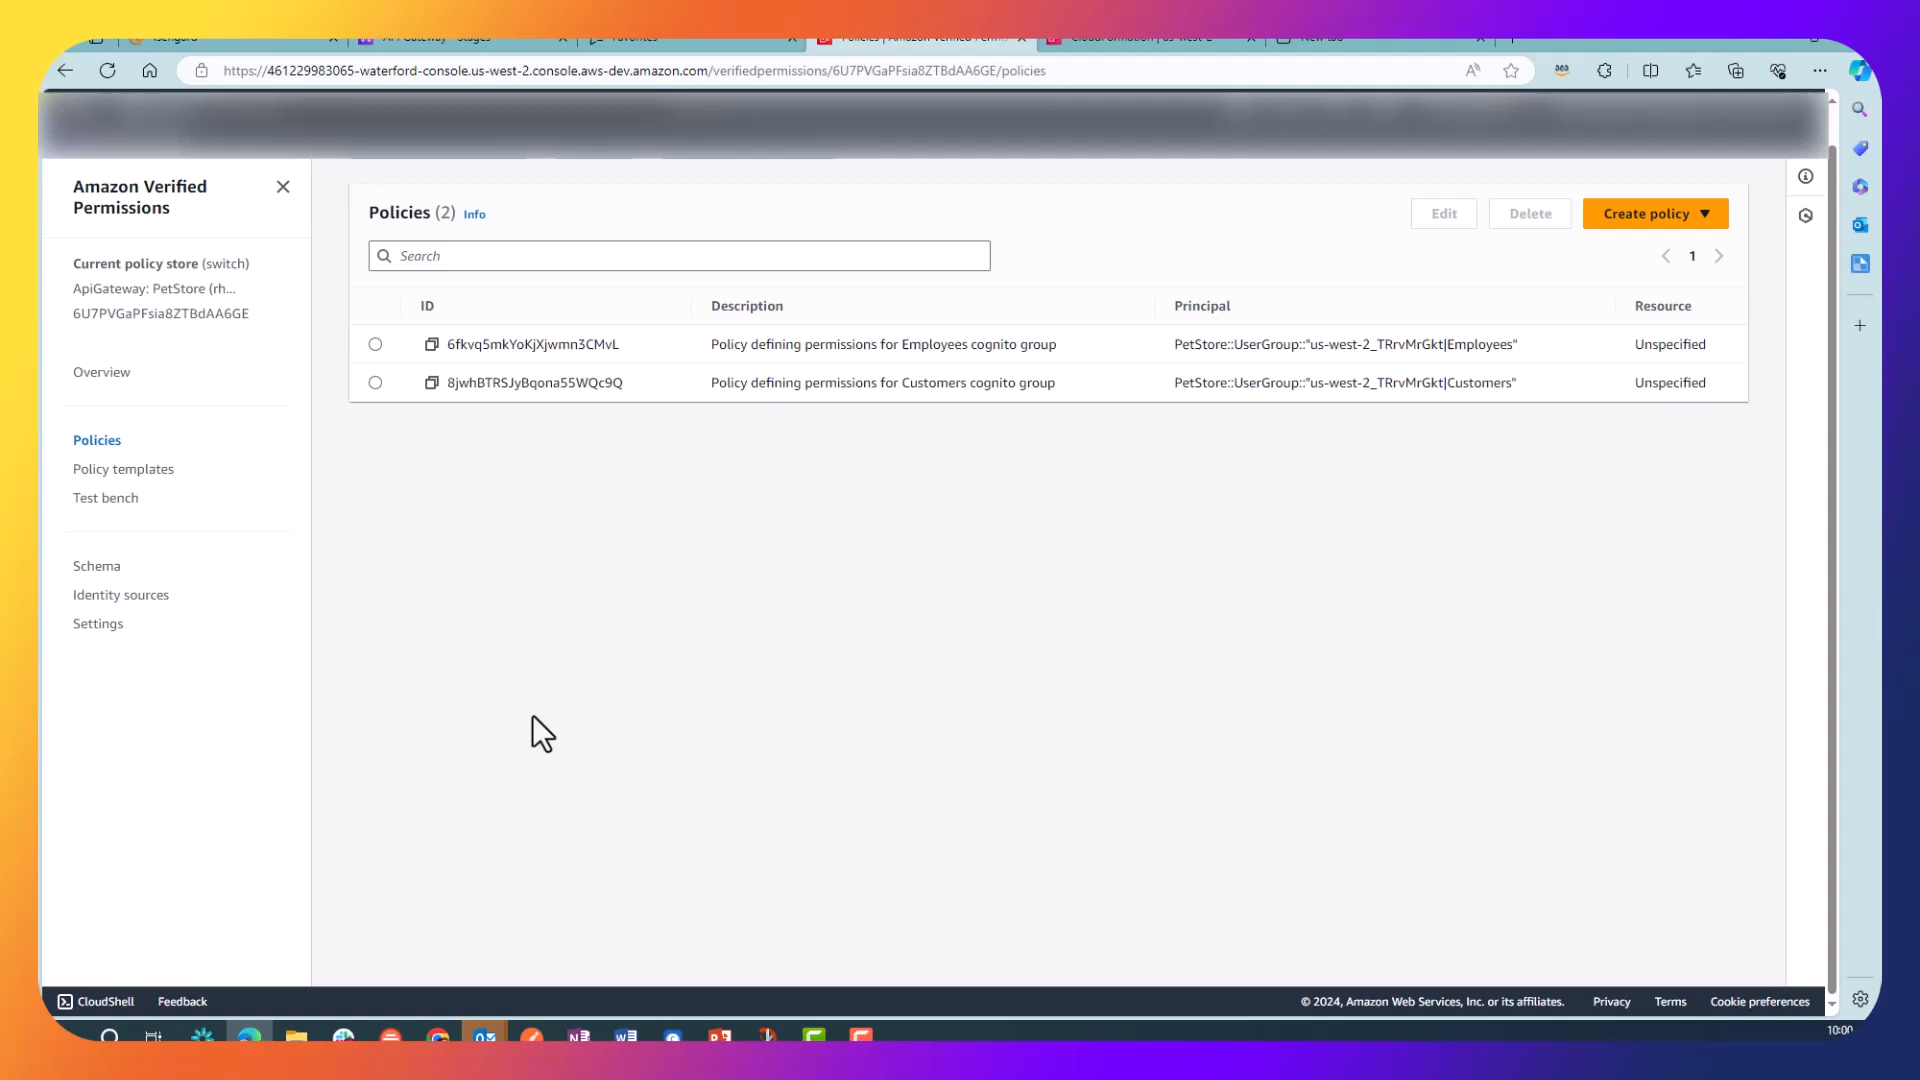 https://461229983065-waterford-console.us-west-2.console.aws-dev.amazon.com/verifiedpermissions/6U7PVGaPFsia8ZTBdAA6GE/policies
Amazon Verified
Permissions
Current policy store (switch)
ApiGateway: PetStore (rh...
6U7PVGaPFsia8ZTBdAA6GE
Overview
Policies
Policy templates
Test bench
Schema
Identity sources
Settings
Policies (2) Info
Edit
Delete
Create policy
Search
1
ID Description Principal Resource
6fkvq5mkYoKjXjwmn3CMvL Policy defining permissions for Employees cognito group PetStore::UserGroup::"us-west-2_TRrvMrGkt|Employees" Unspecified
8jwhBTRSJyBqona55WQc9Q Policy defining permissions for Customers cognito group PetStore::UserGroup::"us-west-2_TRrvMrGkt|Customers" Unspecified
CloudShell Feedback © 2024, Amazon Web Services, Inc. or its affiliates. Privacy Terms Cookie preferences
10:00